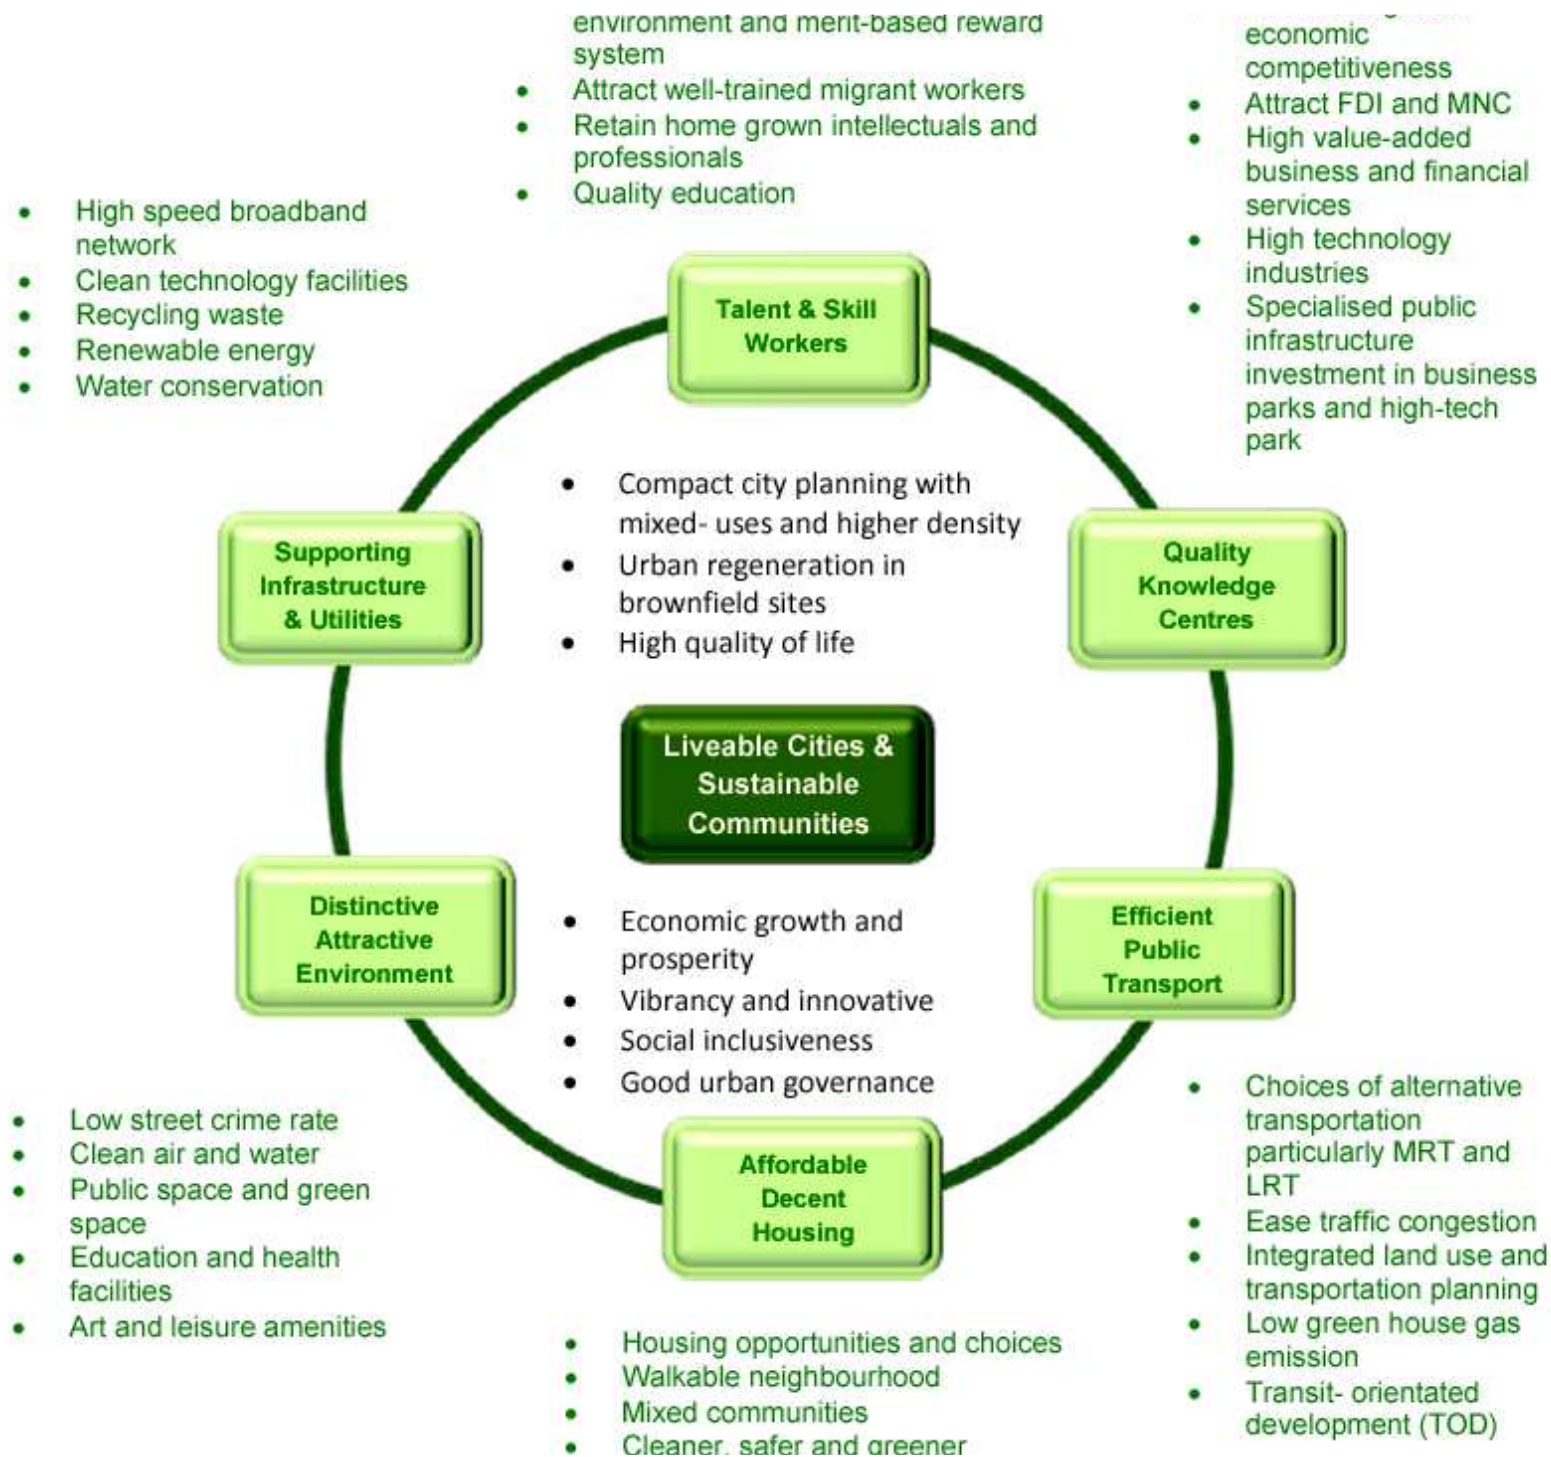 environment and merit-based reward
system
• Attract well-trained migrant workers
• Retain home grown intellectuals and
professionals
• Quality education
economic
competitiveness
• Attract FDI and MNC
• High value-added
business and financial
services
• High technology
industries
• Specialised public
infrastructure
investment in business
parks and high-tech
park
• High speed broadband
network
• Clean technology facilities
• Recycling waste
• Renewable energy
• Water conservation
Talent & Skill
Workers
• Compact city planning with
mixed- uses and higher density
• Urban regeneration in
brownfield sites
• High quality of life
Supporting
Infrastructure
& Utilities
Quality
Knowledge
Centres
Liveable Cities &
Sustainable
Communities
Distinctive
Attractive
Environment
• Economic growth and
prosperity
• Vibrancy and innovative
• Social inclusiveness
• Good urban governance
Efficient
Public
Transport
Affordable
Decent
Housing
• Low street crime rate
• Clean air and water
• Public space and green
space
• Education and health
facilities
• Art and leisure amenities
• Housing opportunities and choices
• Walkable neighbourhood
• Mixed communities
• Cleaner, safer and greener
• Choices of alternative
transportation
particularly MRT and
LRT
• Ease traffic congestion
• Integrated land use and
transportation planning
• Low green house gas
emission
• Transit- orientated
development (TOD)